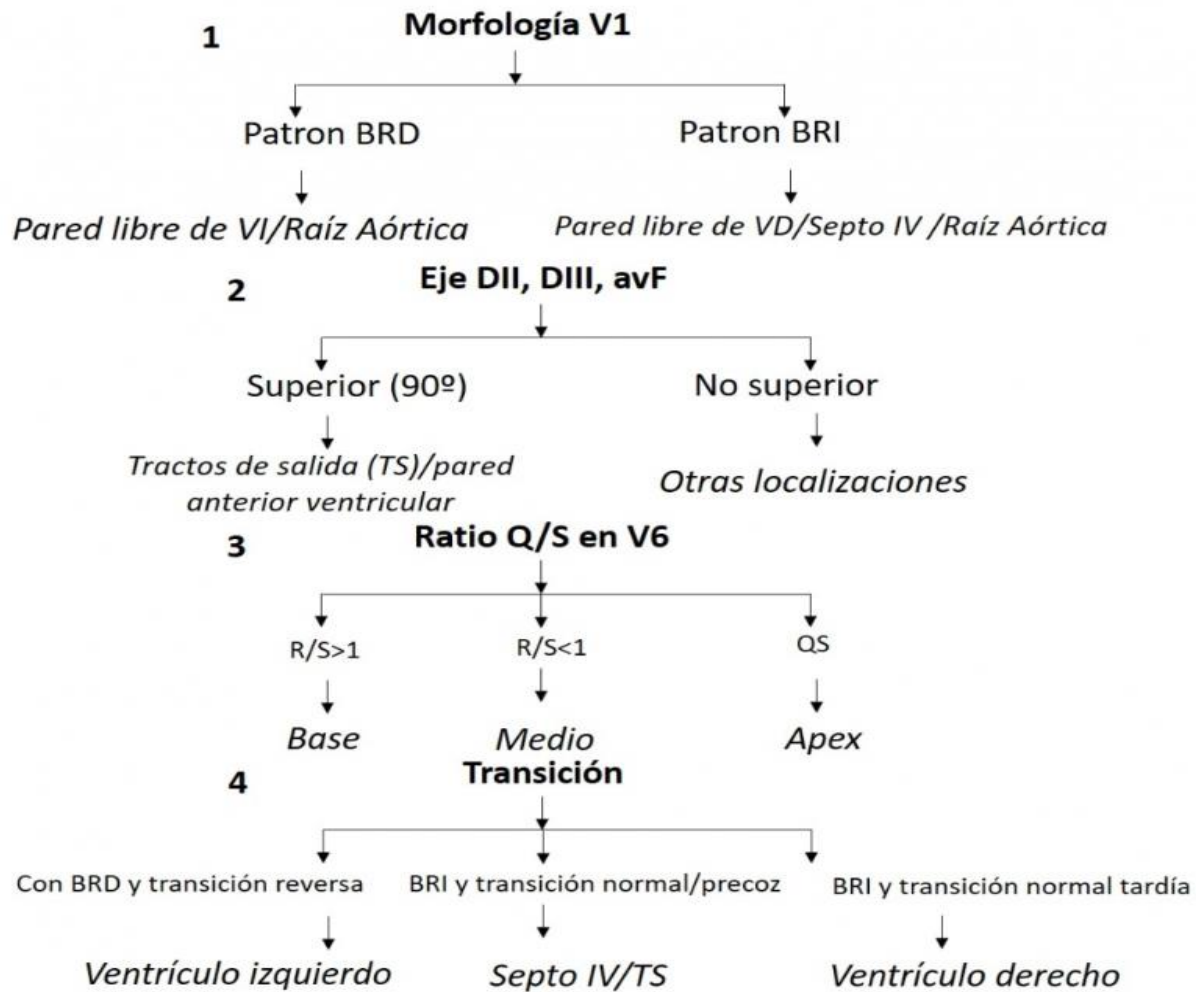 1
Morfología V1
Patron BRD
Patron BRI
Pared libre de VI/Raíz Aórtica
Pared libre de VD/Septo IV /Raíz Aórtica
2
Eje DII, DIII, avF
Superior (90º)
No superior
Tractos de salida (TS)/pared
anterior ventricular
Otras localizaciones
3
Ratio Q/S en V6
R/S>1
R/S<1
QS
Base
Medio
Apex
4
Transición
Con BRD y transición reversa
BRI y transición normal/precoz
BRI y transición normal tardía
Ventrículo izquierdo
Septo IV/TS
Ventrículo derecho